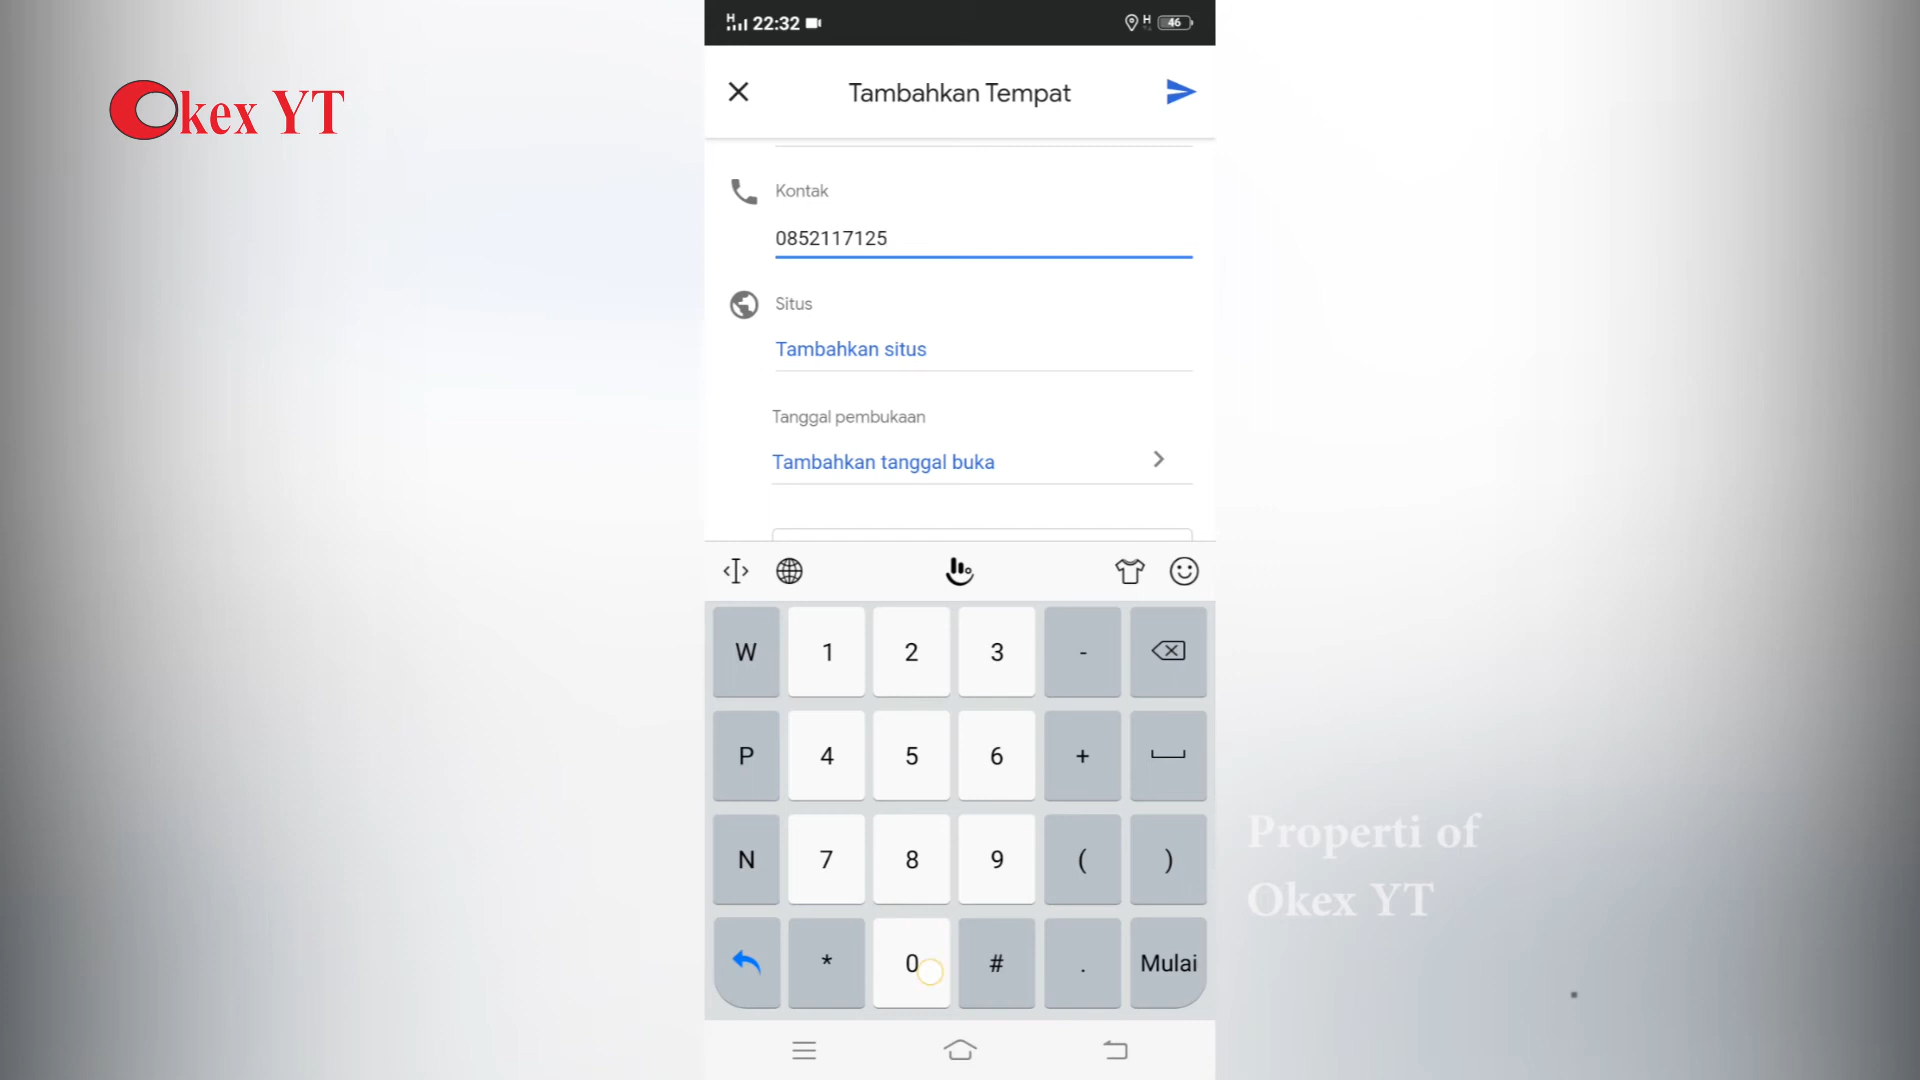 H 22:32
H 46
Okex YT
Tambahkan Tempat
Kontak
0852117125
Situs
Tambahkan situs
Tanggal pembukaan
Tambahkan tanggal buka
W 1 2 3 -
P 4 5 6 +
N 7 8 9 ( )
* 0 # . Mulai
Properti of
Okex YT